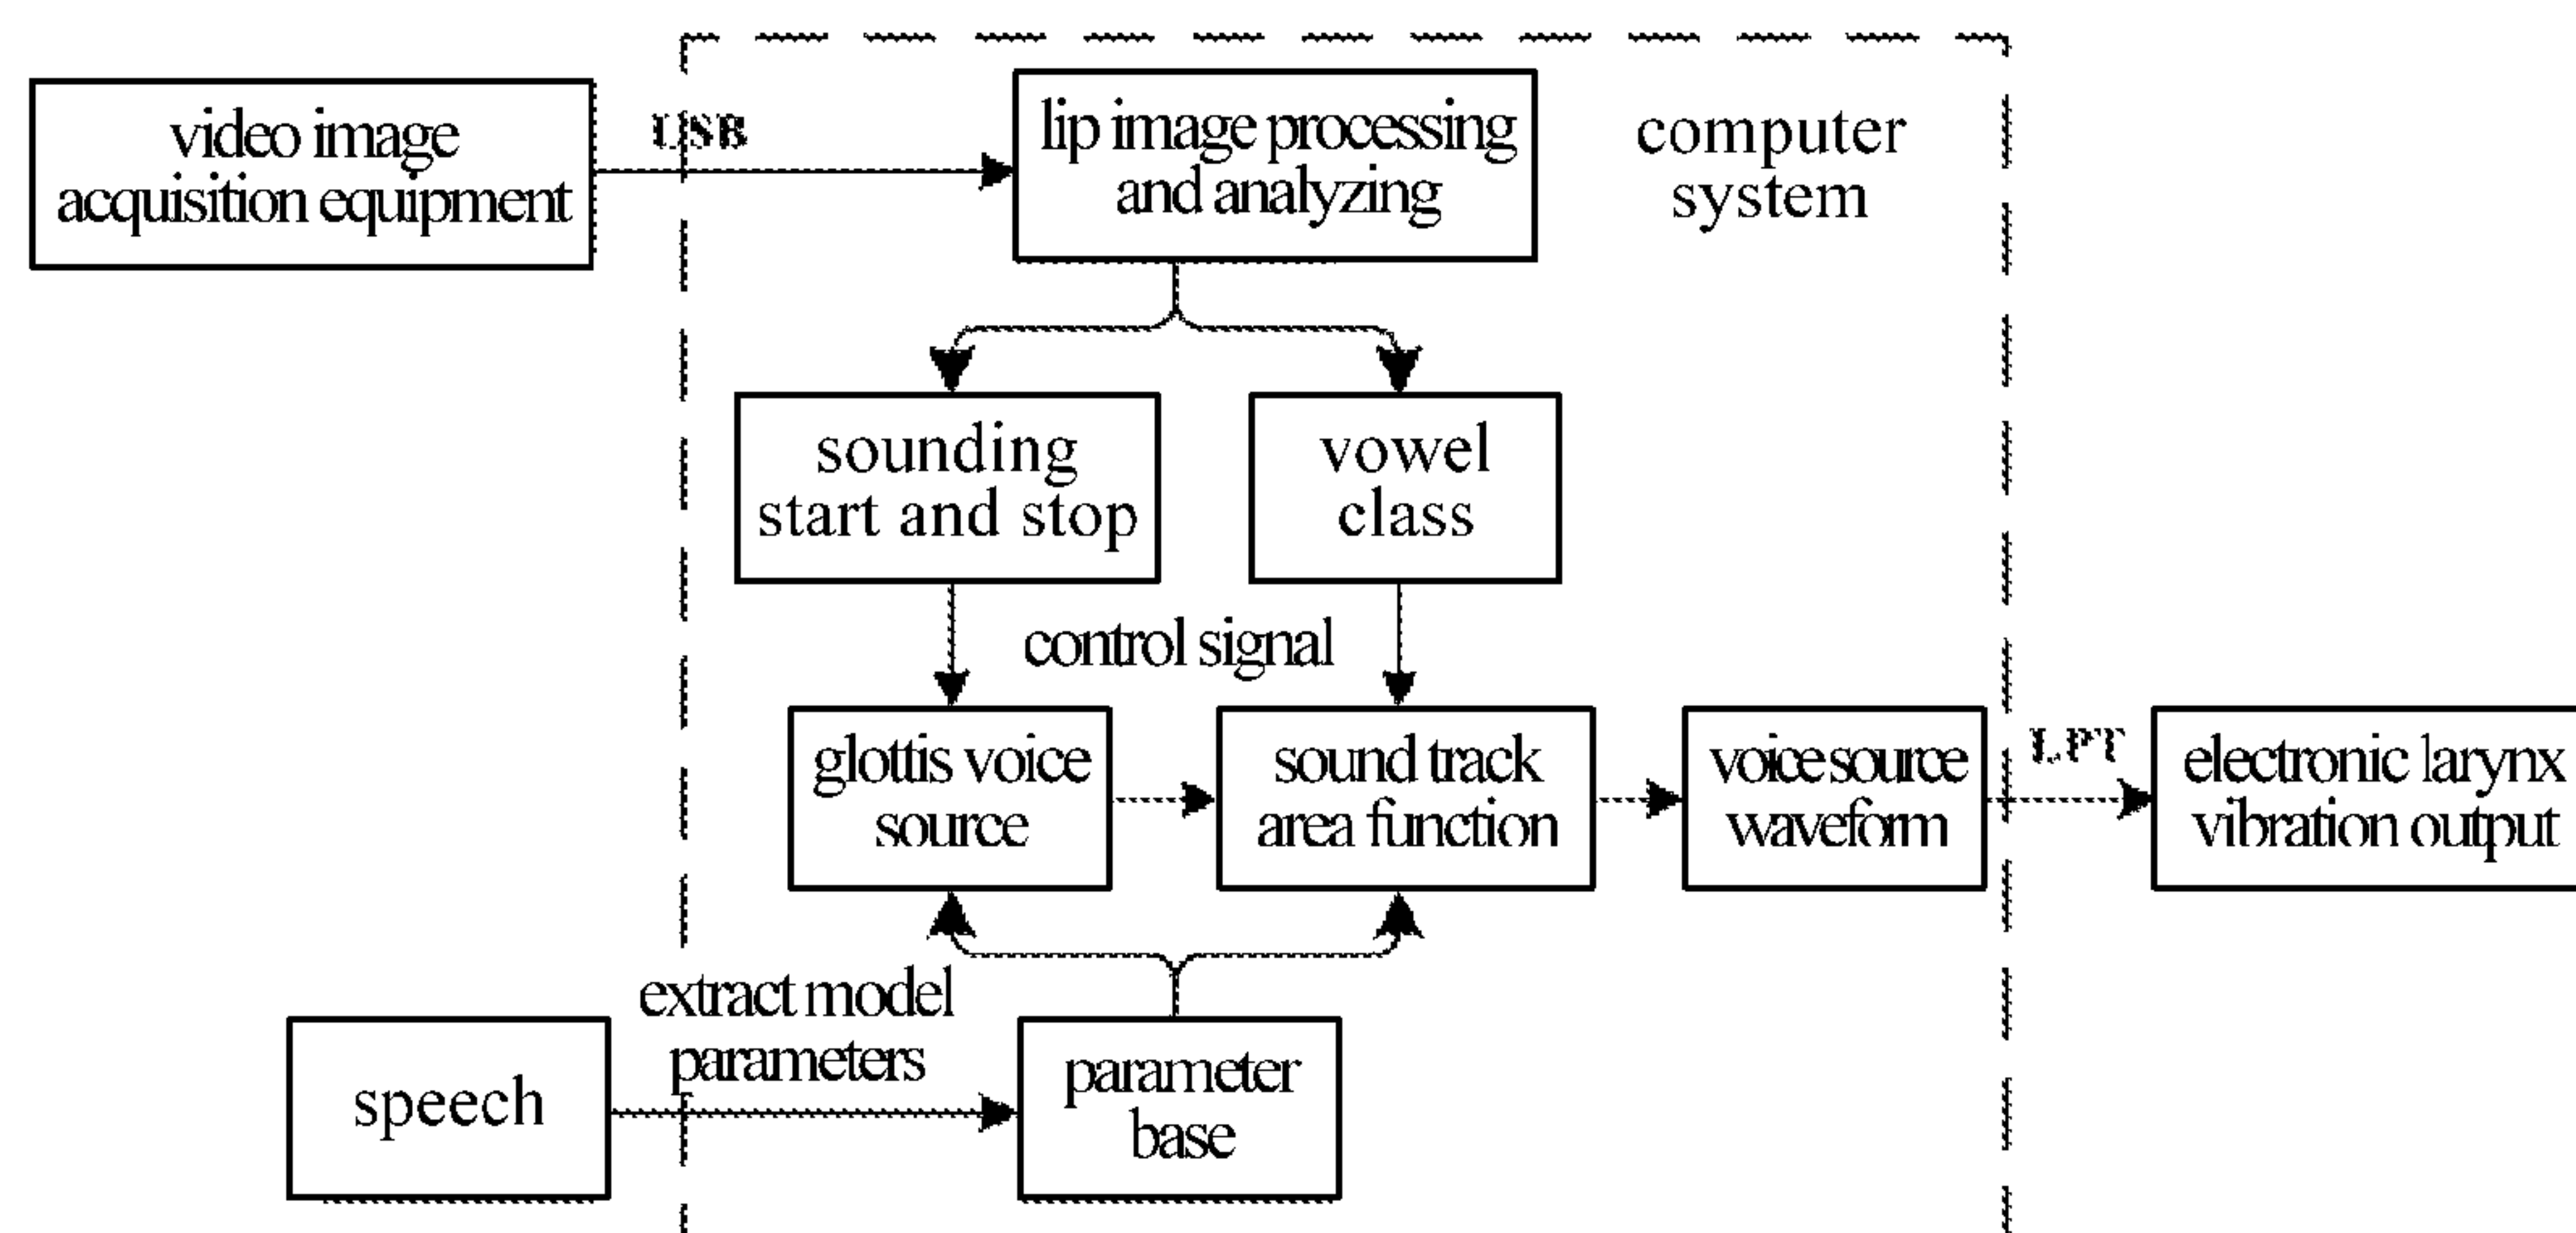 video image
acquisition equipment
USB
lip image processing
and analyzing
computer
system
sounding
start and stop
vowel
class
control signal
glottis voice
source
sound track
area function
voice source
waveform
LPT
electronic larynx
vibration output
extract model
parameters
speech
parameter
base